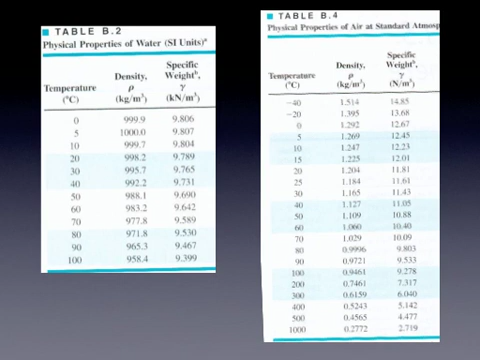 TABLE B.2
Physical Properties of Water (SI Units)ᵃ
Temperature (°C) Density, ρ (kg/m³) Specific Weightᵇ, γ (kN/m³)
0 999.9 9.806
5 1000.0 9.807
10 999.7 9.804
20 998.2 9.789
30 995.7 9.765
40 992.2 9.731
50 988.1 9.690
60 983.2 9.642
70 977.8 9.589
80 971.8 9.530
90 965.3 9.467
100 958.4 9.399
TABLE B.4
Physical Properties of Air at Standard
Temperature (°C) Density, ρ (kg/m³) Specific Weightᵇ, γ (N/m³)
−40 1.514 14.85
−20 1.395 13.68
0 1.292 12.67
5 1.269 12.45
10 1.247 12.23
15 1.225 12.01
20 1.204 11.81
25 1.184 11.61
30 1.165 11.43
40 1.127 11.05
50 1.109 10.88
60 1.060 10.40
70 1.029 10.09
80 0.9996 9.803
90 0.9721 9.533
100 0.9461 9.278
200 0.7461 7.317
300 0.6159 6.040
400 0.5243 5.142
500 0.4565 4.477
1000 0.2772 2.719